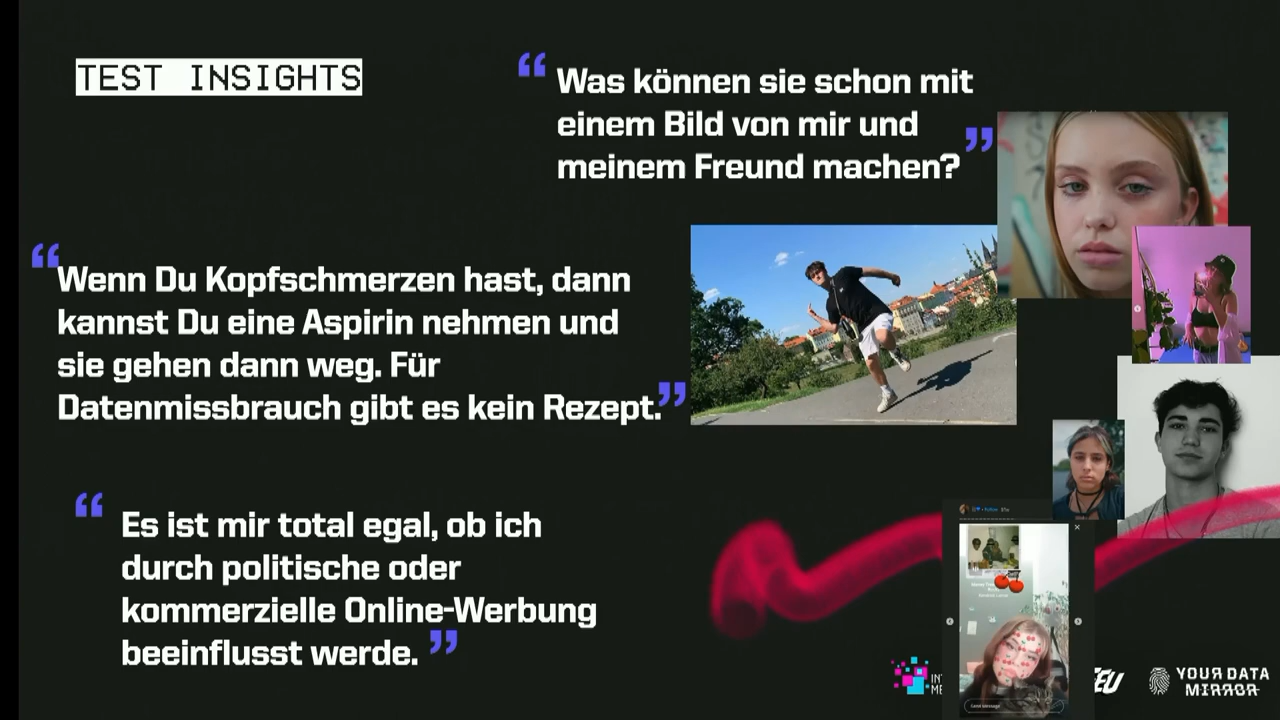 TEST INSIGHTS
“ Was können sie schon mit
einem Bild von mir und
meinem Freund machen? ”
“ Wenn Du Kopfschmerzen hast, dann
kannst Du eine Aspirin nehmen und
sie gehen dann weg. Für
Datenmissbrauch gibt es kein Rezept. ”
“ Es ist mir total egal, ob ich
durch politische oder
kommerzielle Online-Werbung
beeinflusst werde. ”
Send message
YOUR DATA
MIRROR